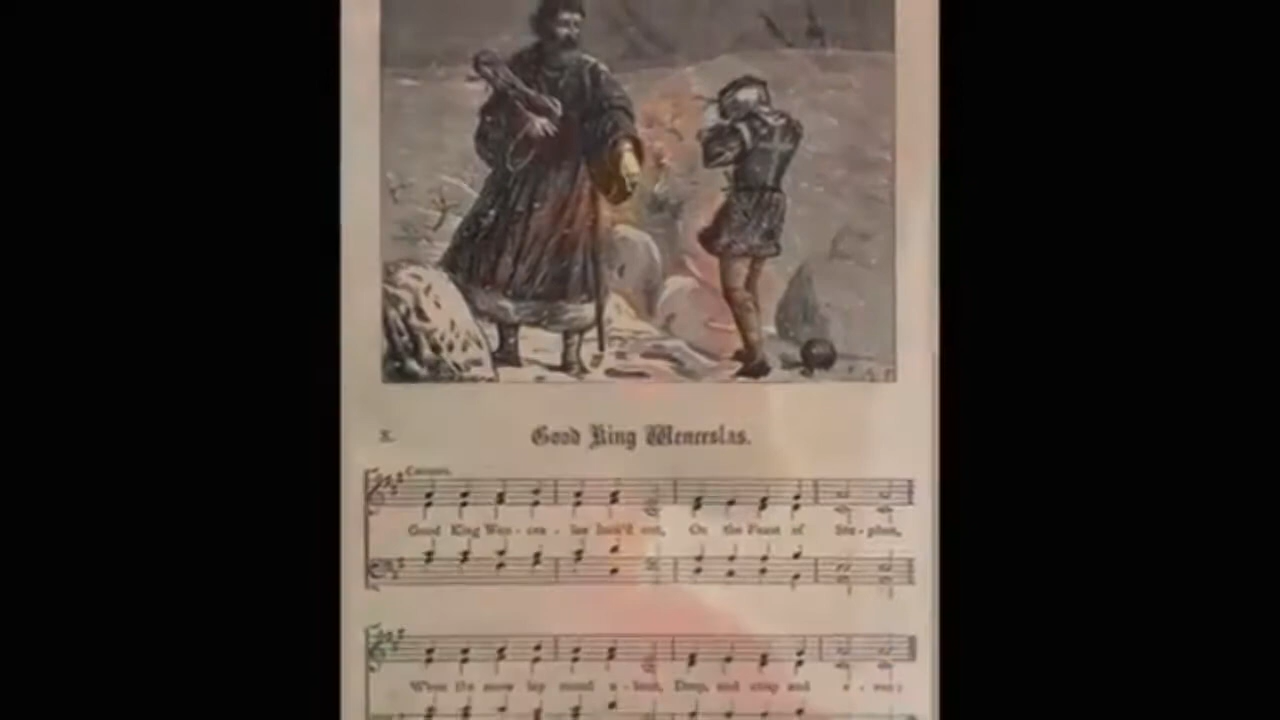 X. Good King Wenceslas.
Good King Wen - ces - las look'd out, On the Feast of Ste - phen,
When the snow lay round a - bout, Deep, and crisp and e - ven: